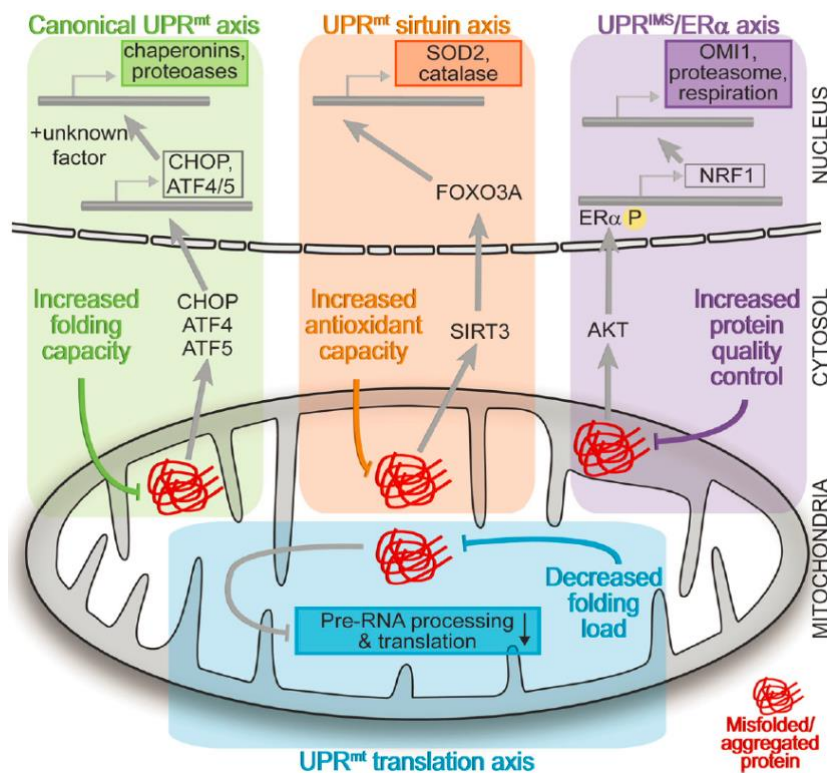 Canonical UPRmt axis
chaperonins,
proteoases
+unknown
factor
CHOP,
ATF4/5
Increased
folding
capacity
CHOP
ATF4
ATF5
UPRmt sirtuin axis
SOD2,
catalase
FOXO3A
Increased
antioxidant
capacity
SIRT3
UPRIMS/ERα axis
OMI1,
proteasome,
respiration
NRF1
ERα P
AKT
Increased
protein
quality
control
NUCLEUS
CYTOSOL
MITOCHONDRIA
Decreased
folding
load
Pre-RNA processing
& translation
UPRmt translation axis
Misfolded/
aggregated
protein